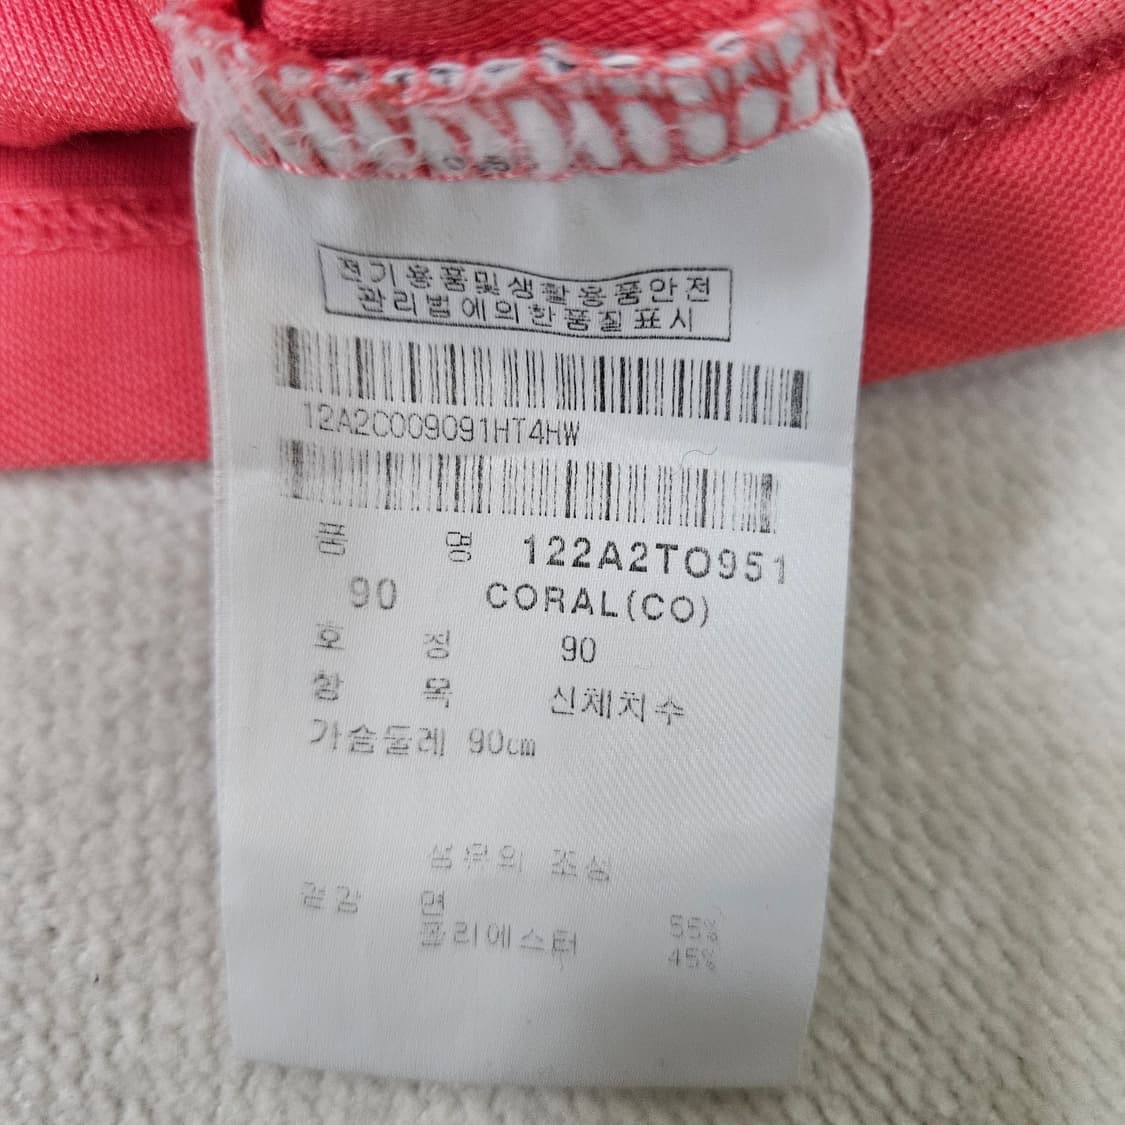 전기용품및생활용품안전
관리법에의한품질표시
12A2C009091HT4HW
품 명 122A2TO951
90 CORAL(CO)
호 칭 90
항 목 신체치수
가슴둘레 90cm
섬유의 조성
겉감 면 55%
폴리에스터 45%